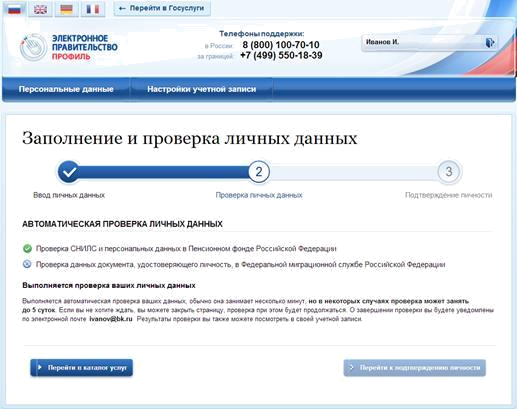 ← Перейти в Госуслуги
ЭЛЕКТРОННОЕ
ПРАВИТЕЛЬСТВО
ПРОФИЛЬ
Телефоны поддержки:
в России: 8 (800) 100-70-10
за границей: +7 (499) 550-18-39
Иванов И.
Персональные данные
Настройки учетной записи
Заполнение и проверка личных данных
2
3
Ввод личных данных
Проверка личных данных
Подтверждение личности
АВТОМАТИЧЕСКАЯ ПРОВЕРКА ЛИЧНЫХ ДАННЫХ
Проверка СНИЛС и персональных данных в Пенсионном фонде Российской Федерации
Проверка данных документа, удостоверяющего личность, в Федеральной миграционной службе Российской Федерации
Выполняется проверка ваших личных данных
Выполняется автоматическая проверка ваших данных, обычно она занимает несколько минут, но в некоторых случаях проверка может занять
до 5 суток. Если вы не хотите ждать, вы можете закрыть страницу, проверка при этом будет продолжаться. О завершении проверки вы будете уведомлены
по электронной почте ivanov@bk.ru Результаты проверки вы также можете посмотреть в своей учетной записи.
Перейти в каталог услуг
Перейти к подтверждению личности